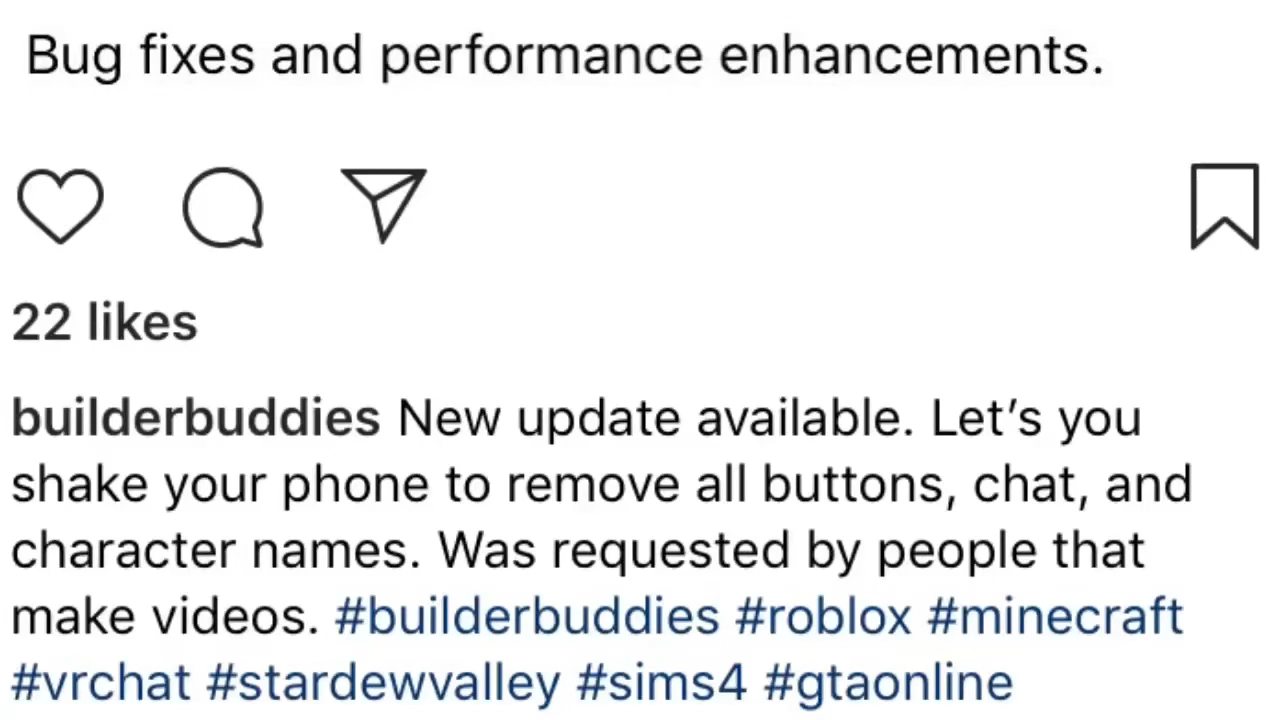 Bug fixes and performance enhancements.
22 likes
builderbuddies New update available. Let’s you
shake your phone to remove all buttons, chat, and
character names. Was requested by people that
make videos. #builderbuddies #roblox #minecraft
#vrchat #stardewvalley #sims4 #gtaonline